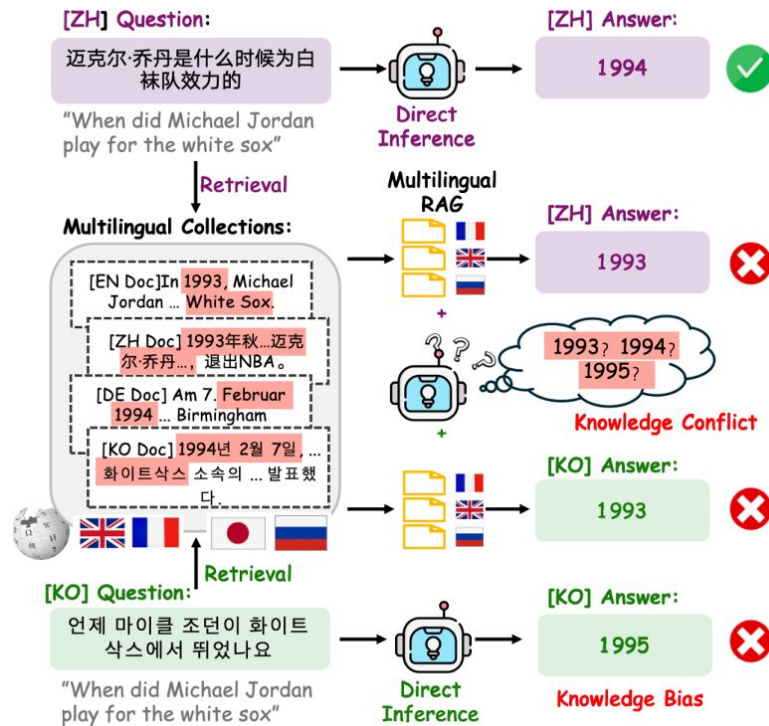 [ZH] Question:
迈克尔·乔丹是什么时候为白
袜队效力的
"When did Michael Jordan
play for the white sox"
Direct
Inference
[ZH] Answer:
1994
Retrieval
Multilingual Collections:
[EN Doc]In 1993, Michael
Jordan ... White Sox.
[ZH Doc] 1993年秋...迈克
尔·乔丹...，退出NBA。
[DE Doc] Am 7. Februar
1994 ... Birmingham
[KO Doc] 1994년 2월 7일, ...
화이트삭스 소속의 ... 발표했
다.
Multilingual
RAG
+
[ZH] Answer:
1993
? ? ?
1993? 1994?
1995?
Knowledge Conflict
+
[KO] Answer:
1993
Retrieval
[KO] Question:
언제 마이클 조던이 화이트
삭스에서 뛰었나요
"When did Michael Jordan
play for the white sox"
Direct
Inference
[KO] Answer:
1995
Knowledge Bias